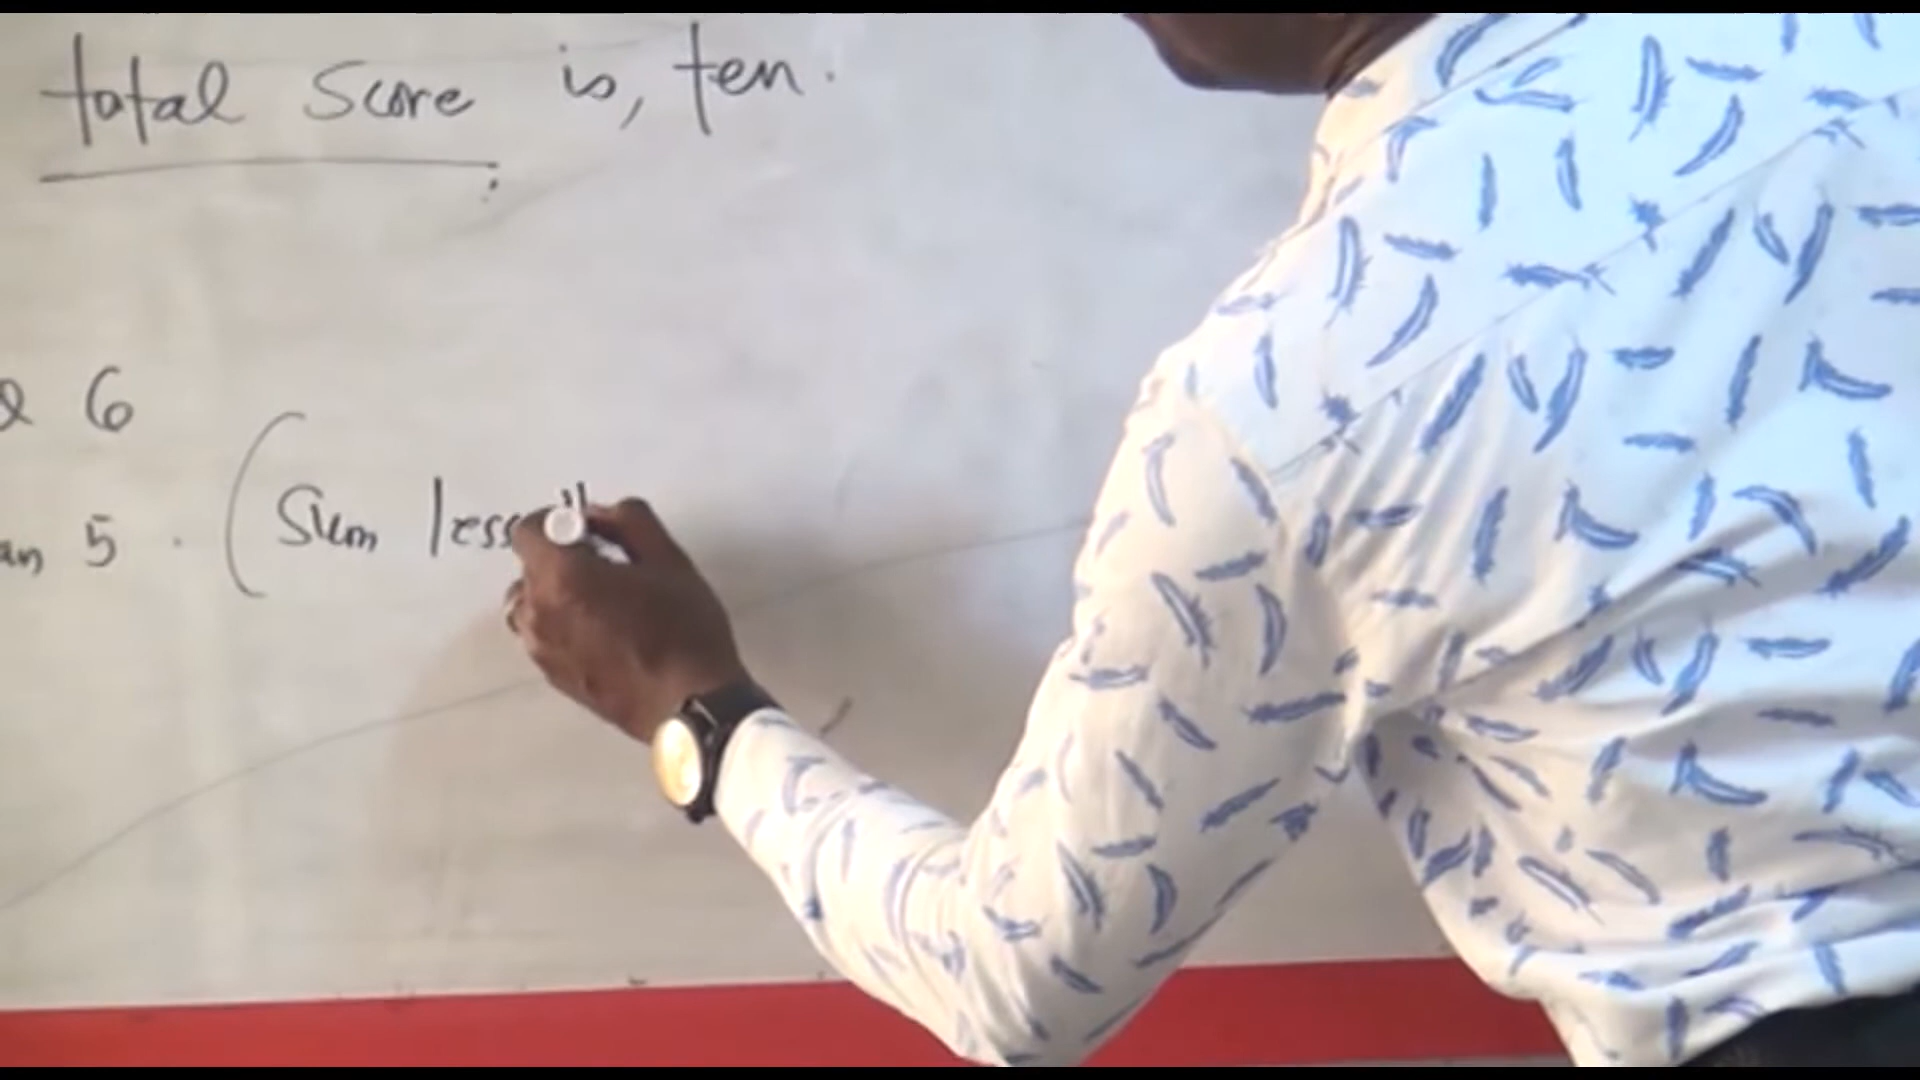 total Score is, ten.
& 6
an 5 . ( Sum less